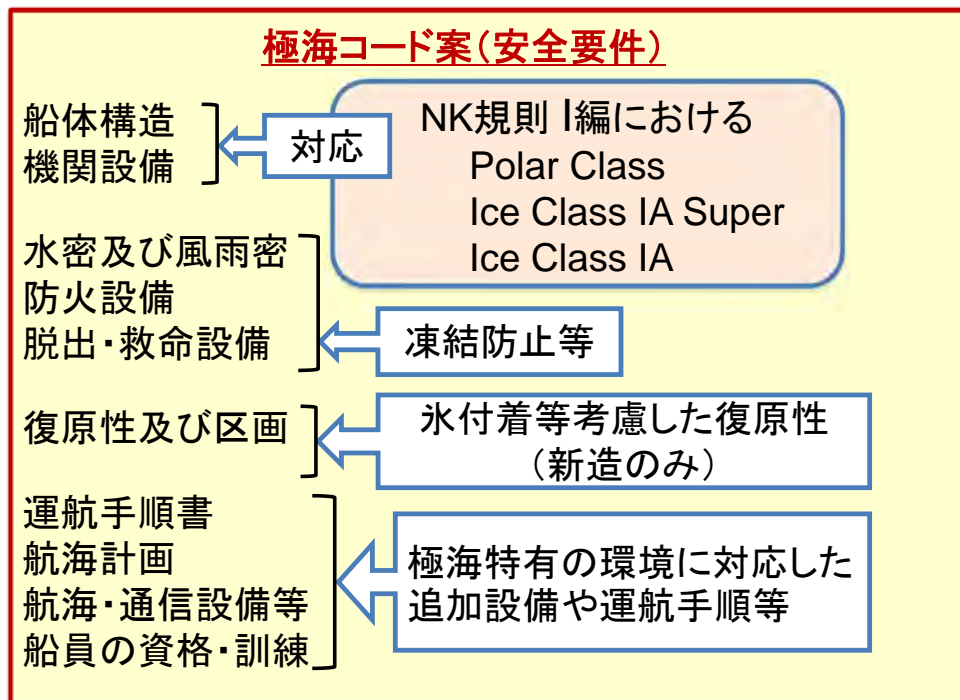 極海コード案(安全要件)
船体構造
機関設備
対応
NK規則 I編における
Polar Class
Ice Class IA Super
Ice Class IA
水密及び風雨密
防火設備
脱出・救命設備
凍結防止等
復原性及び区画
氷付着等考慮した復原性
(新造のみ)
運航手順書
航海計画
航海・通信設備等
船員の資格・訓練
極海特有の環境に対応した
追加設備や運航手順等